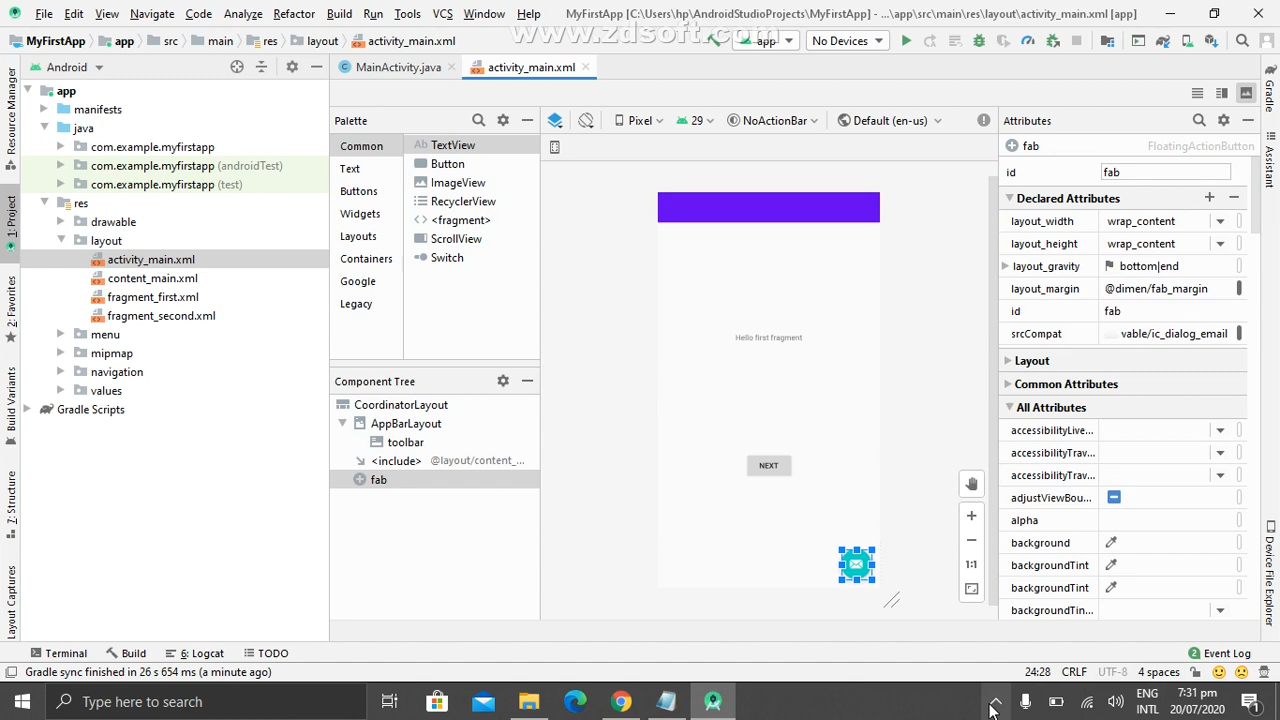 File Edit View Navigate Code Analyze Refactor Build Run Tools VCS Window Help MyFirstApp [C:\Users\hp\AndroidStudioProjects\MyFirstApp] - ...\app\src\main\res\layout\activity_main.xml [app]
www.zdsoft.com
MyFirstApp app src main res layout activity_main.xml app No Devices
Android MainActivity.java activity_main.xml
app
manifests
java
com.example.myfirstapp
com.example.myfirstapp (androidTest)
com.example.myfirstapp (test)
res
drawable
layout
activity_main.xml
content_main.xml
fragment_first.xml
fragment_second.xml
menu
mipmap
navigation
values
Gradle Scripts
Resource Manager
1: Project
2: Favorites
Build Variants
7: Structure
Layout Captures
Palette
Common
Text
Buttons
Widgets
Layouts
Containers
Google
Legacy
Ab TextView
Button
ImageView
RecyclerView
<fragment>
ScrollView
Switch
Component Tree
CoordinatorLayout
AppBarLayout
toolbar
<include> @layout/content_...
fab
Pixel 29 NoActionBar Default (en-us)
Hello first fragment
NEXT
1:1
Attributes
fab FloatingActionButton
id fab
Declared Attributes
layout_width wrap_content
layout_height wrap_content
layout_gravity bottom|end
layout_margin @dimen/fab_margin
id fab
srcCompat vable/ic_dialog_email
Layout
Common Attributes
All Attributes
accessibilityLive...
accessibilityTrav...
accessibilityTrav...
adjustViewBou...
alpha
background
backgroundTint
backgroundTint
backgroundTin...
Gradle
Assistant
Device File Explorer
Terminal Build 6: Logcat TODO 2 Event Log
Gradle sync finished in 26 s 654 ms (a minute ago) 24:28 CRLF UTF-8 4 spaces
Type here to search
ENG
INTL
7:31 pm
20/07/2020
1